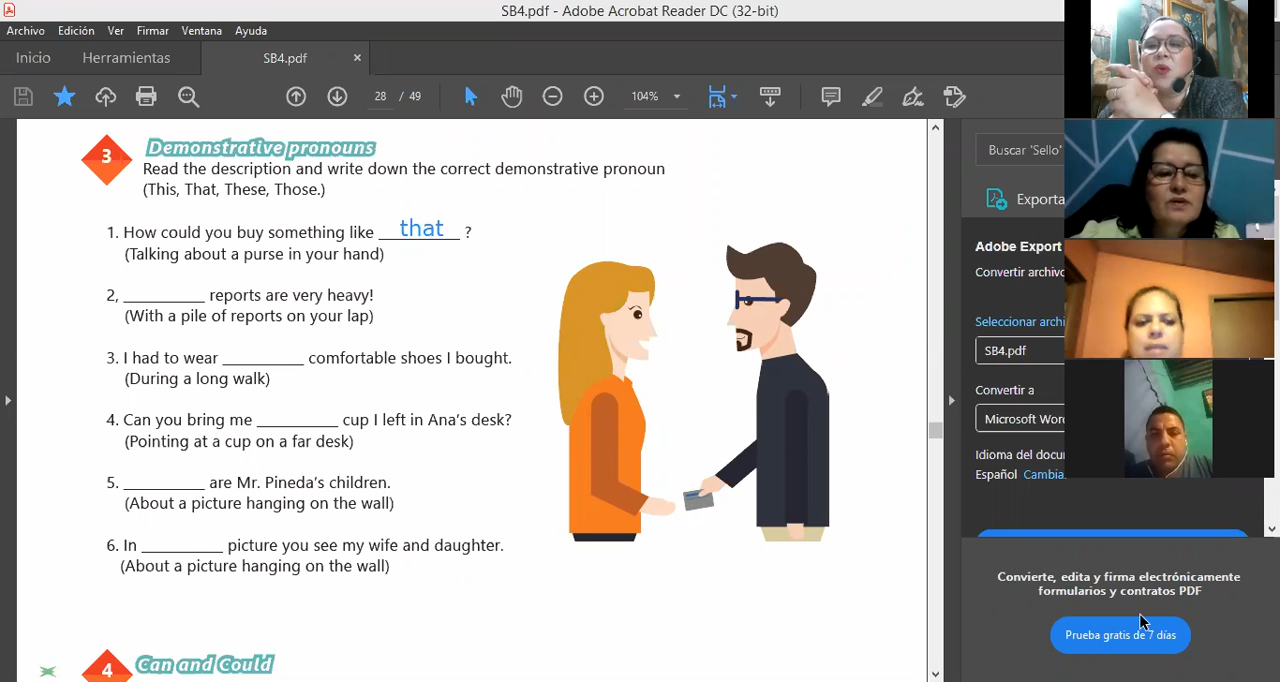 SB4.pdf - Adobe Acrobat Reader DC (32-bit)
Archivo Edición Ver Firmar Ventana Ayuda
Inicio Herramientas SB4.pdf ×
28 / 49 104%
3 Demonstrative pronouns
Read the description and write down the correct demonstrative pronoun
(This, That, These, Those.)
1. How could you buy something like that ?
(Talking about a purse in your hand)
2, _________ reports are very heavy!
(With a pile of reports on your lap)
3. I had to wear _________ comfortable shoes I bought.
(During a long walk)
4. Can you bring me _________ cup I left in Ana's desk?
(Pointing at a cup on a far desk)
5. _________ are Mr. Pineda's children.
(About a picture hanging on the wall)
6. In _________ picture you see my wife and daughter.
(About a picture hanging on the wall)
4 Can and Could
Buscar 'Sello'
Exporta
Adobe Export
Convertir archivo
Seleccionar archi
SB4.pdf
Convertir a
Microsoft Word
Idioma del docu
Español Cambia
Convierte, edita y firma electrónicamente
formularios y contratos PDF
Prueba gratis de 7 días